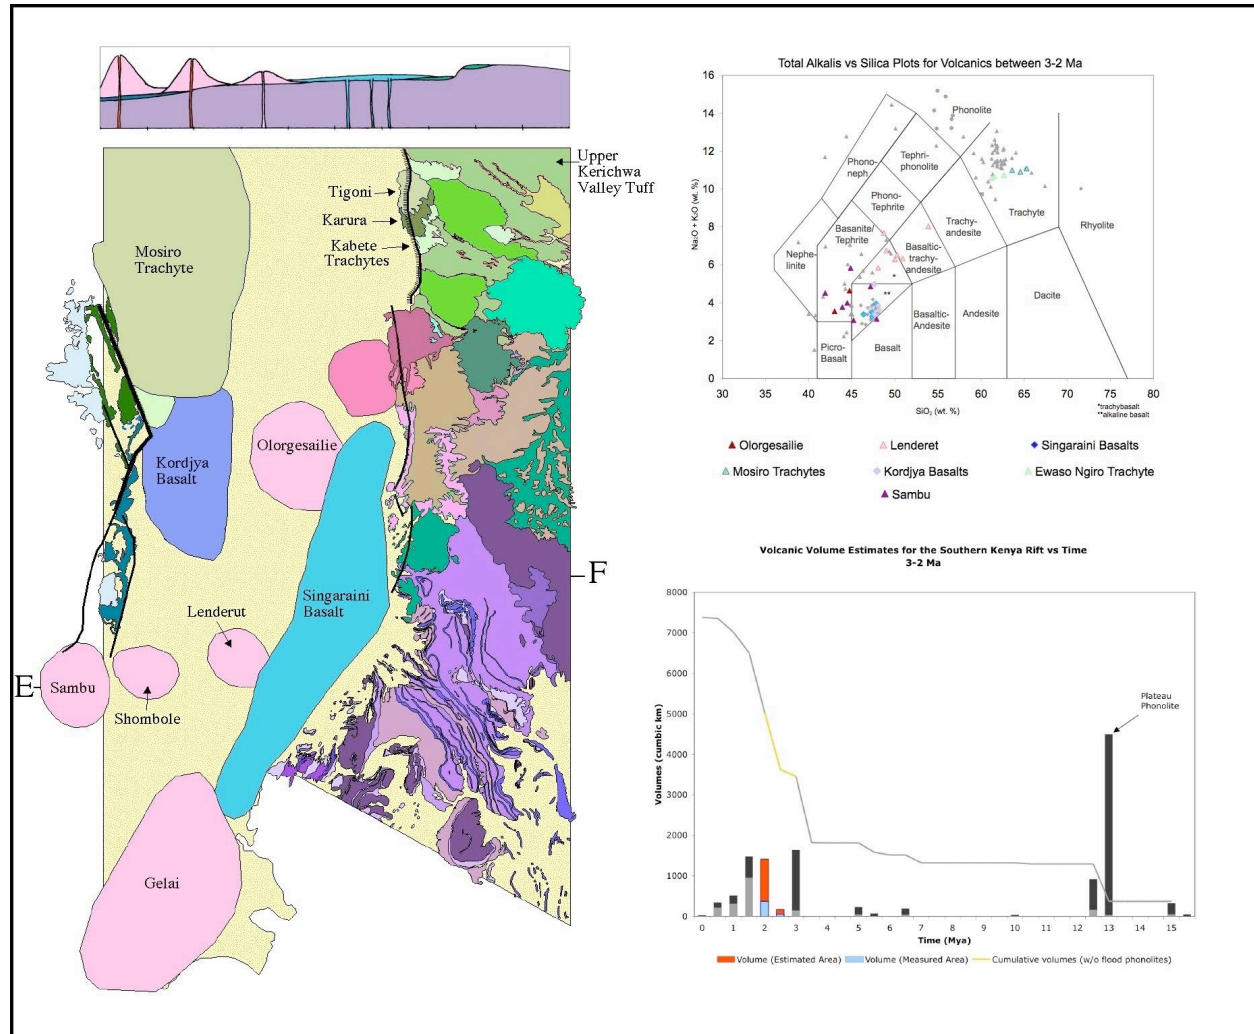 Upper
Kerichwa
Valley Tuff
Tigoni
Karura
Kabete
Trachytes
Mosiro
Trachyte
Kordjya
Basalt
Olorgesailie
Singaraini
Basalt
Lenderut
F
E
Sambu
Shombole
Gelai
Total Alkalis vs Silica Plots for Volcanics between 3-2 Ma
Na₂O + K₂O (wt. %)
16
14
12
10
8
6
4
2
0
Phonolite
Tephri-
phonolite
Phono-
neph
Phono-
Tephrite
Trachyte
Rhyolite
Trachy-
andesite
Basanite/
Tephrite
Basaltic-
trachy-
andesite
Nephe-
linite
*
**
Dacite
Basaltic-
Andesite
Andesite
Picro-
Basalt
Basalt
30 35 40 45 50 55 60 65 70 75 80
SiO₂ (wt. %)
*trachybasalt
**alkaline basalt
Olorgesailie
Lenderet
Singaraini Basalts
Mosiro Trachytes
Kordjya Basalts
Ewaso Ngiro Trachyte
Sambu
Volcanic Volume Estimates for the Southern Kenya Rift vs Time
3-2 Ma
Volumes (cumbic km)
8000
7000
6000
5000
4000
3000
2000
1000
0
Plateau
Phonolite
0 1 2 3 4 5 6 7 8 9 10 11 12 13 14 15
Time (Mya)
Volume (Estimated Area)
Volume (Measured Area)
Cumulative volumes (w/o flood phonolites)